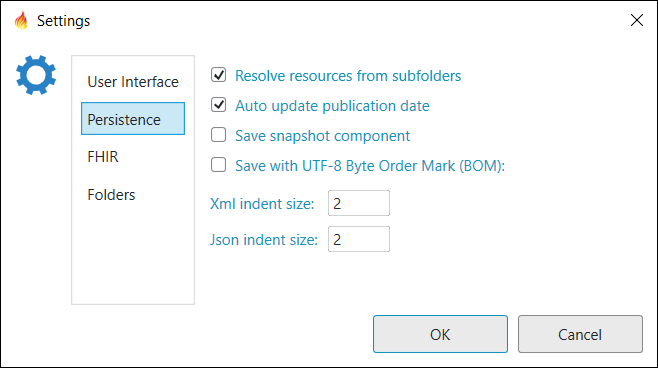 Settings
User Interface
Persistence
FHIR
Folders
Resolve resources from subfolders
Auto update publication date
Save snapshot component
Save with UTF-8 Byte Order Mark (BOM):
Xml indent size: 2
Json indent size: 2
OK
Cancel